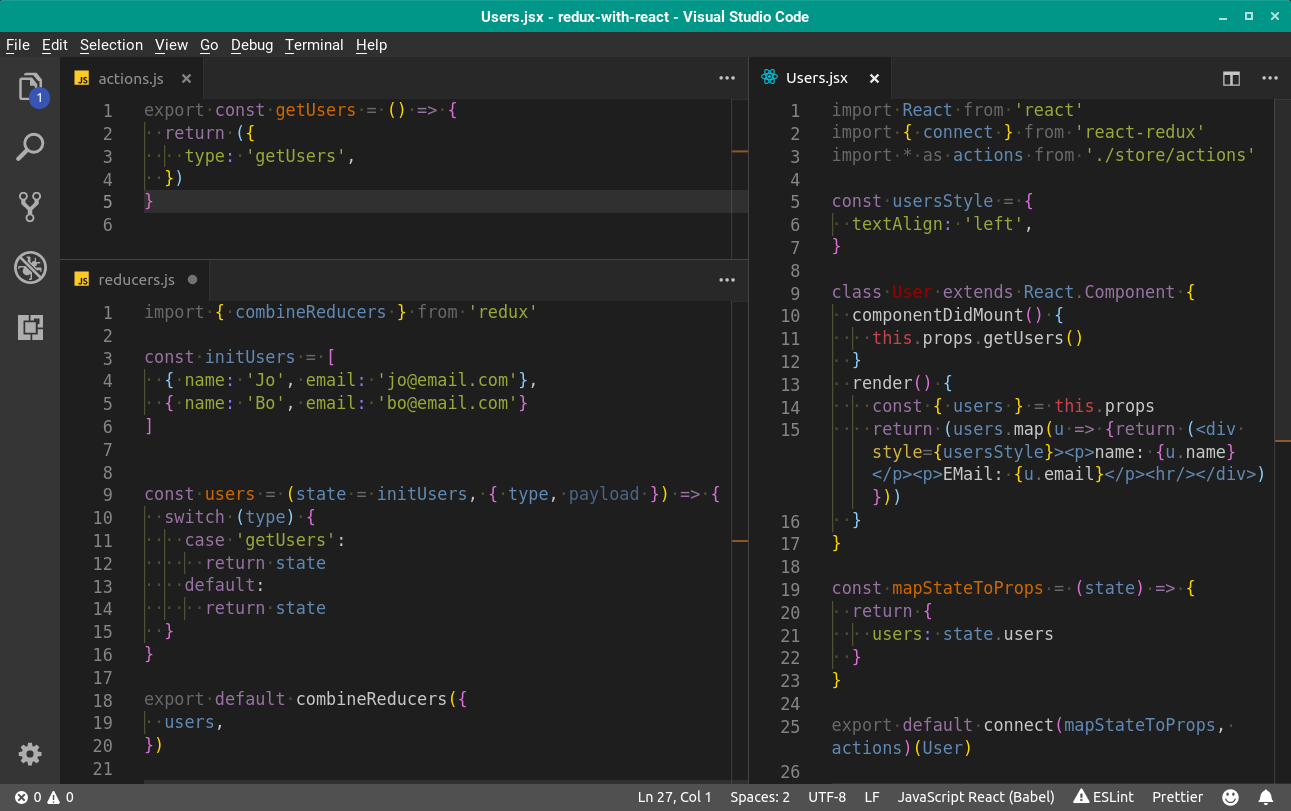 Users.jsx - redux-with-react - Visual Studio Code
File Edit Selection View Go Debug Terminal Help
1
JS actions.js ×
1 export const getUsers = () => {
2 return ({
3 type: 'getUsers',
4 })
5 }
6
JS reducers.js
1 import { combineReducers } from 'redux'
2
3 const initUsers = [
4 { name: 'Jo', email: 'jo@email.com'},
5 { name: 'Bo', email: 'bo@email.com'}
6 ]
7
8
9 const users = (state = initUsers, { type, payload }) => {
10 switch (type) {
11 case 'getUsers':
12 return state
13 default:
14 return state
15 }
16 }
17
18 export default combineReducers({
19 users,
20 })
21
Users.jsx ×
1 import React from 'react'
2 import { connect } from 'react-redux'
3 import * as actions from './store/actions'
4
5 const usersStyle = {
6 textAlign: 'left',
7 }
8
9 class User extends React.Component {
10 componentDidMount() {
11 this.props.getUsers()
12 }
13 render() {
14 const { users } = this.props
15 return (users.map(u => {return (<div
style={usersStyle}><p>name: {u.name}
</p><p>EMail: {u.email}</p><hr/></div>)
}))
16 }
17 }
18
19 const mapStateToProps = (state) => {
20 return {
21 users: state.users
22 }
23 }
24
25 export default connect(mapStateToProps,
actions)(User)
26
0 0 Ln 27, Col 1 Spaces: 2 UTF-8 LF JavaScript React (Babel) ESLint Prettier